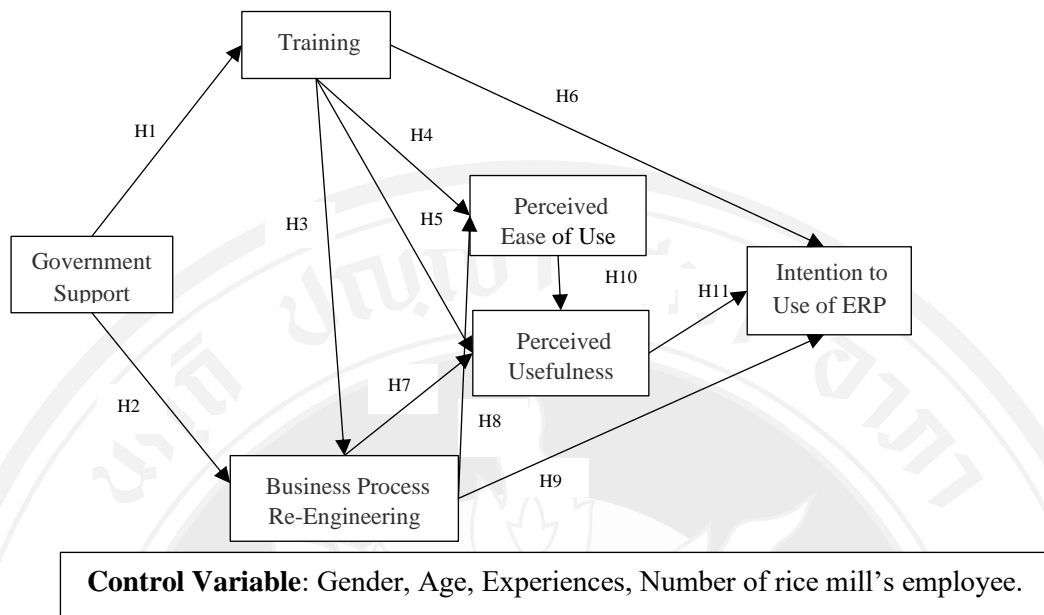 Training
H6
H1
H4
Perceived
Ease of Use
H3
H5
Government
Support
H10
Intention to
Use of ERP
H11
Perceived
Usefulness
H7
H2
H8
Business Process
Re-Engineering
H9
Control Variable: Gender, Age, Experiences, Number of rice mill’s employee.